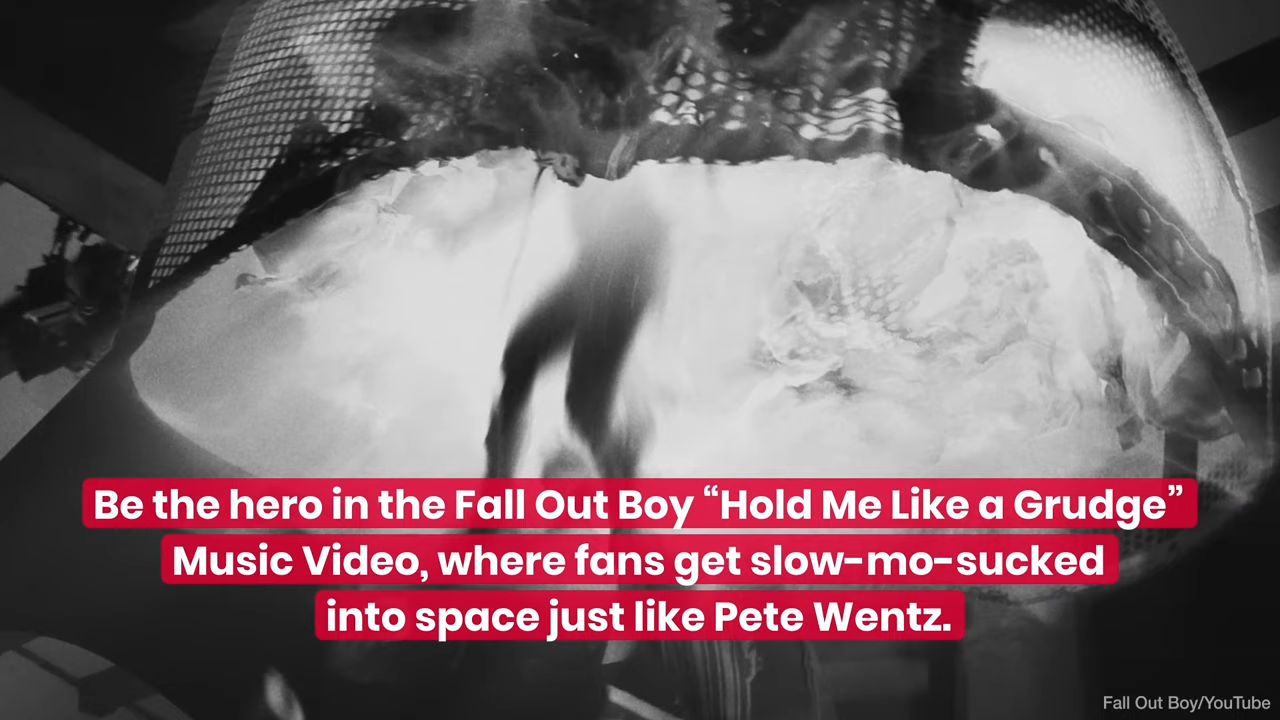 Be the hero in the Fall Out Boy “Hold Me Like a Grudge”
Music Video, where fans get slow-mo-sucked
into space just like Pete Wentz.
Fall Out Boy/YouTube